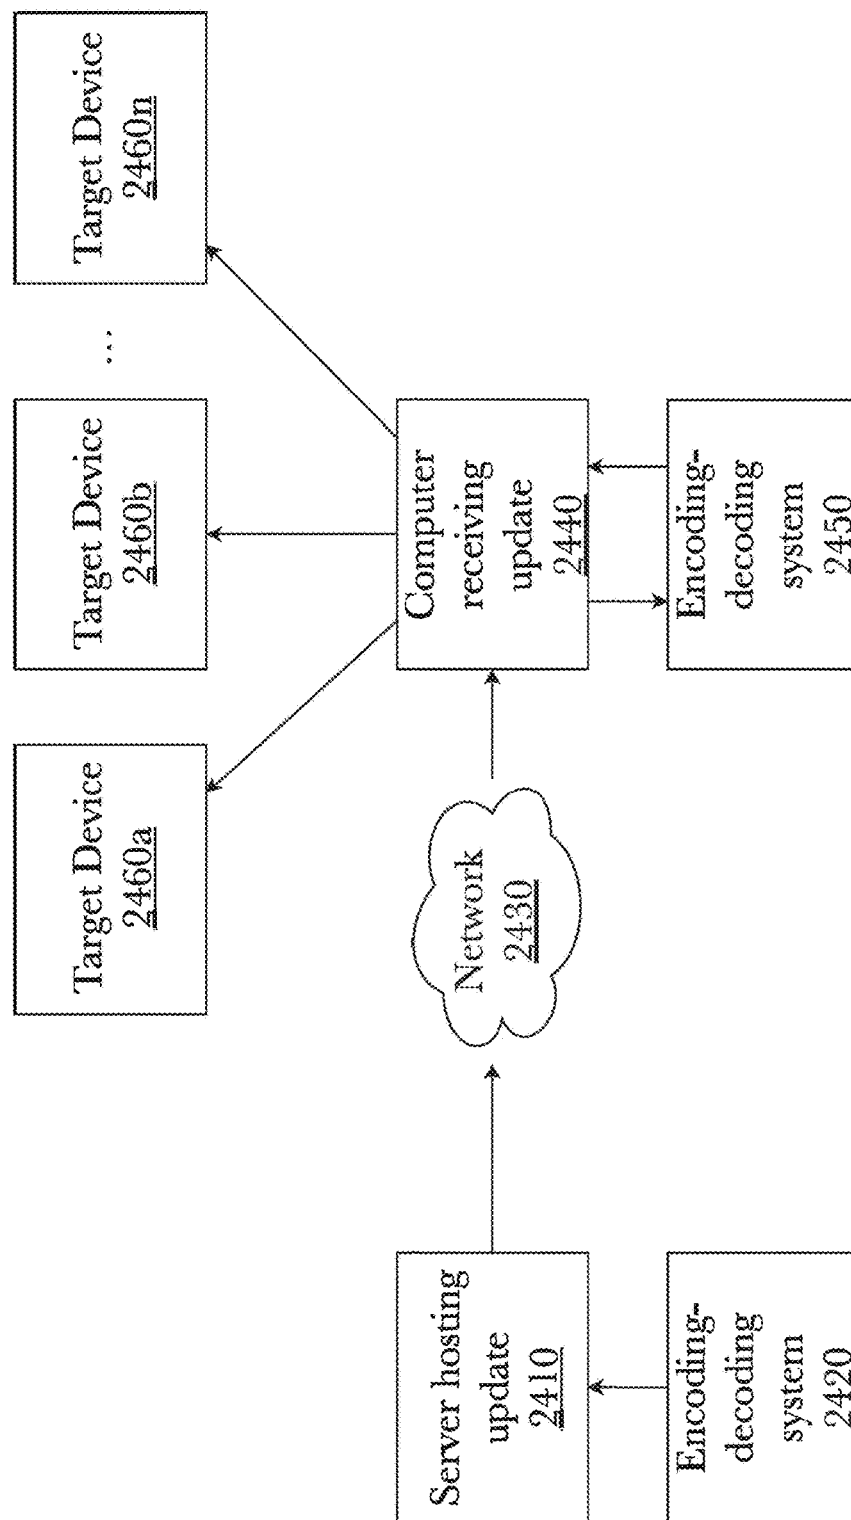 Target Device
2460a
Target Device
2460b
...
Target Device
2460n
Server hosting
update
2410
Network
2430
Computer
receiving
update
2440
Encoding-
decoding
system
2420
Encoding-
decoding
system
2450